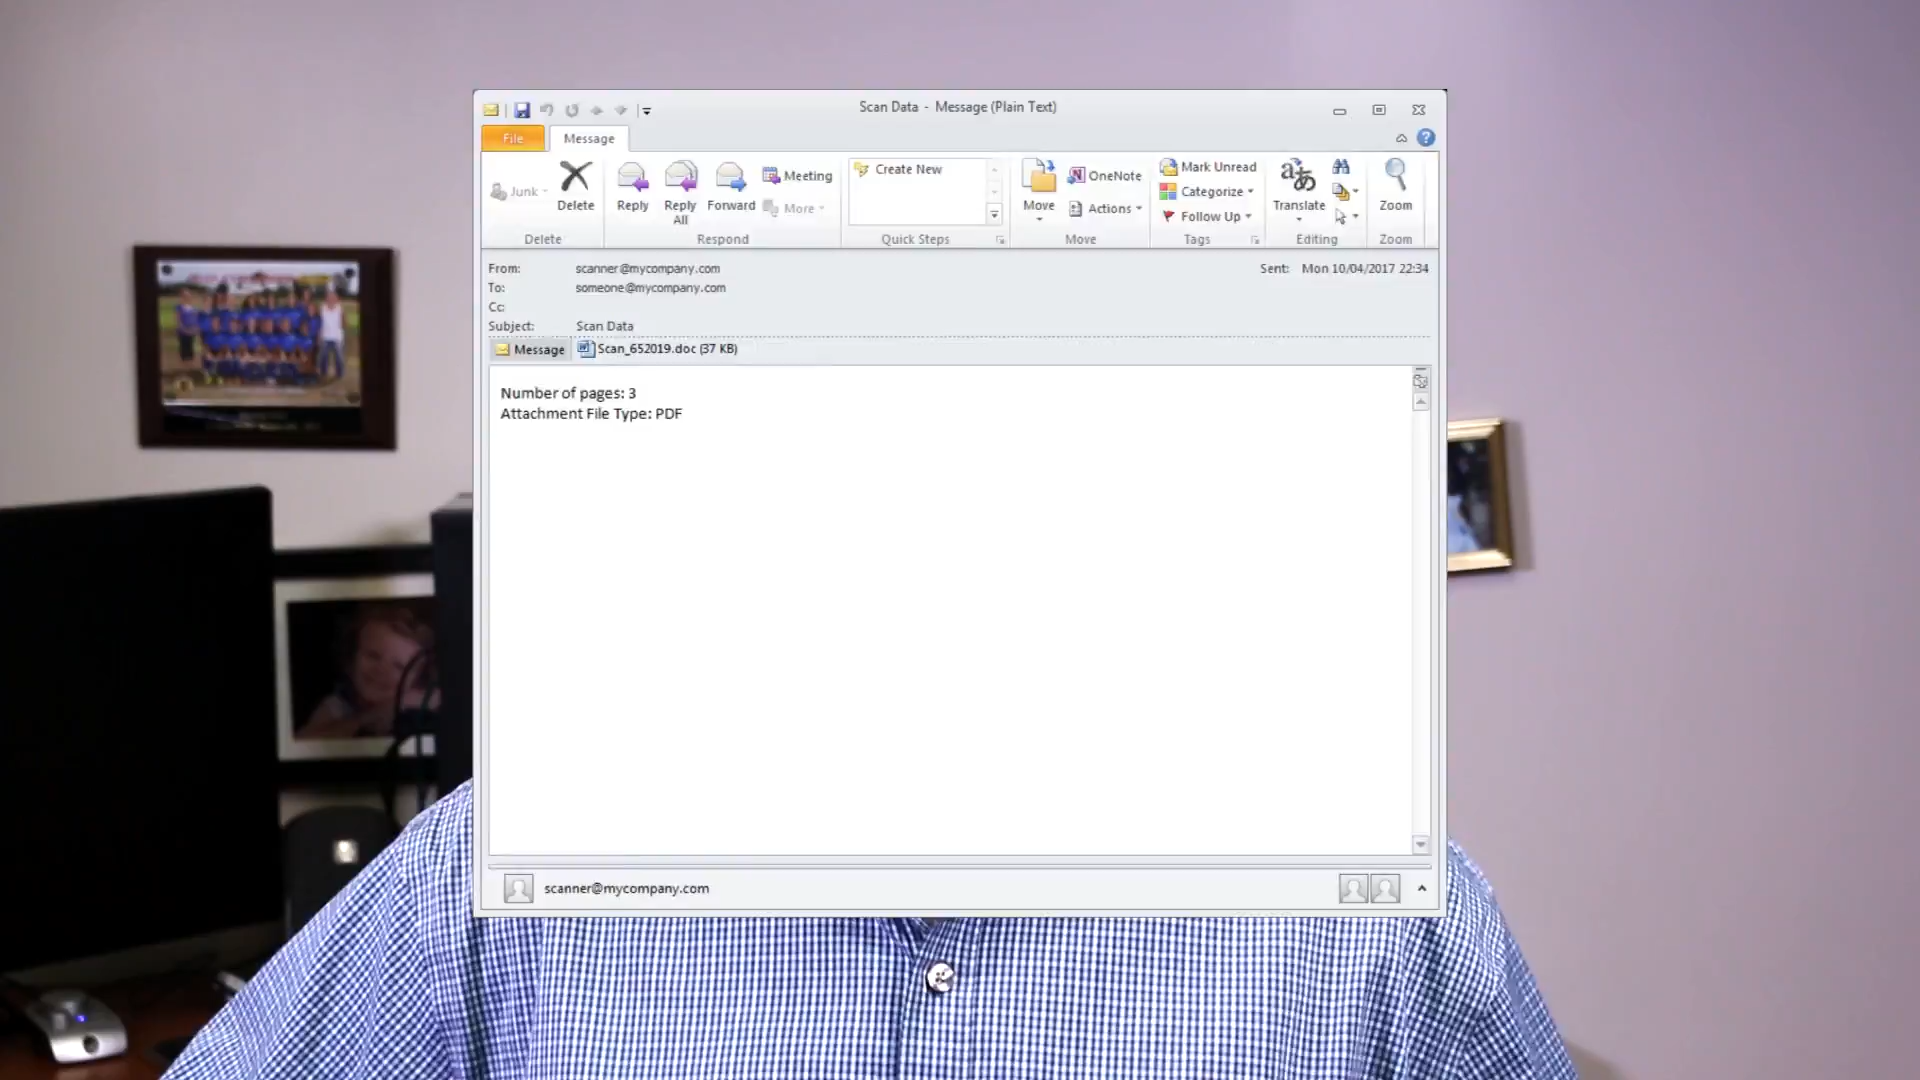 Scan Data - Message (Plain Text)
File Message
Junk Delete Reply Reply All Forward Meeting More
Create New
Move OneNote Actions
Mark Unread
Categorize
Follow Up
Translate Zoom
Delete Respond Quick Steps Move Tags Editing Zoom
From: scanner@mycompany.com Sent: Mon 10/04/2017 22:34
To: someone@mycompany.com
Cc:
Subject: Scan Data
Message Scan_652019.doc (37 KB)
Number of pages: 3
Attachment File Type: PDF
scanner@mycompany.com